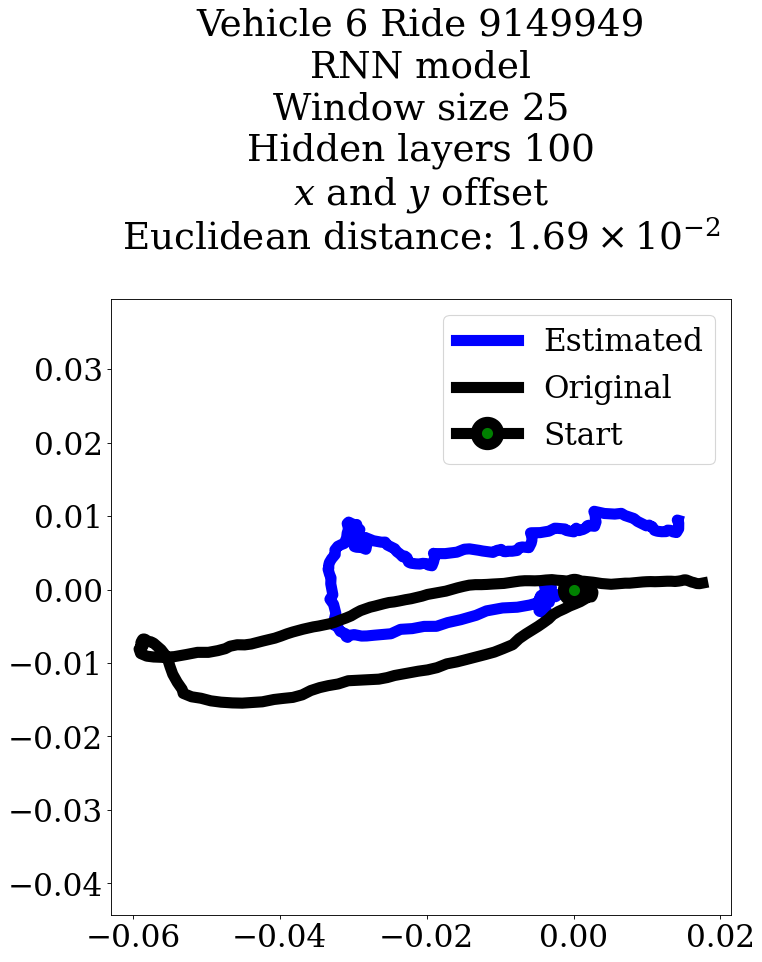 Vehicle 6 Ride 9149949
RNN model
Window size 25
Hidden layers 100
x and y offset
Euclidean distance: 1.69 × 10⁻²
Estimated
Original
Start
0.03
0.02
0.01
0.00
−0.01
−0.02
−0.03
−0.04
−0.06 −0.04 −0.02 0.00 0.02